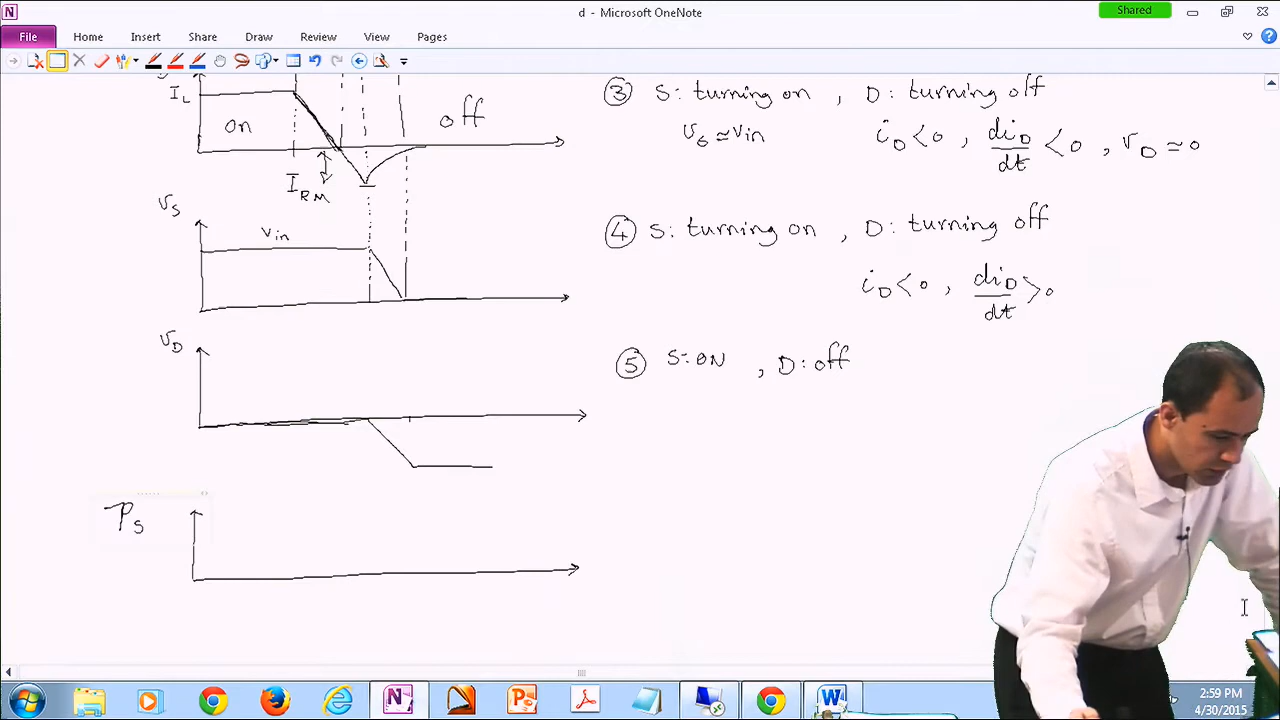 d - Microsoft OneNote
Shared
File Home Insert Share Draw Review View Pages
I_L
on
off
I_RM
v_S
v_in
v_D
P_S
③ S: turning on , D: turning off
v_S ≃ v_in i_D < 0 , di_D/dt < 0 , v_D ≃ 0
④ S: turning on , D: turning off
i_D < 0 , di_D/dt > 0
⑤ S: ON , D: off
2:59 PM
4/30/2015